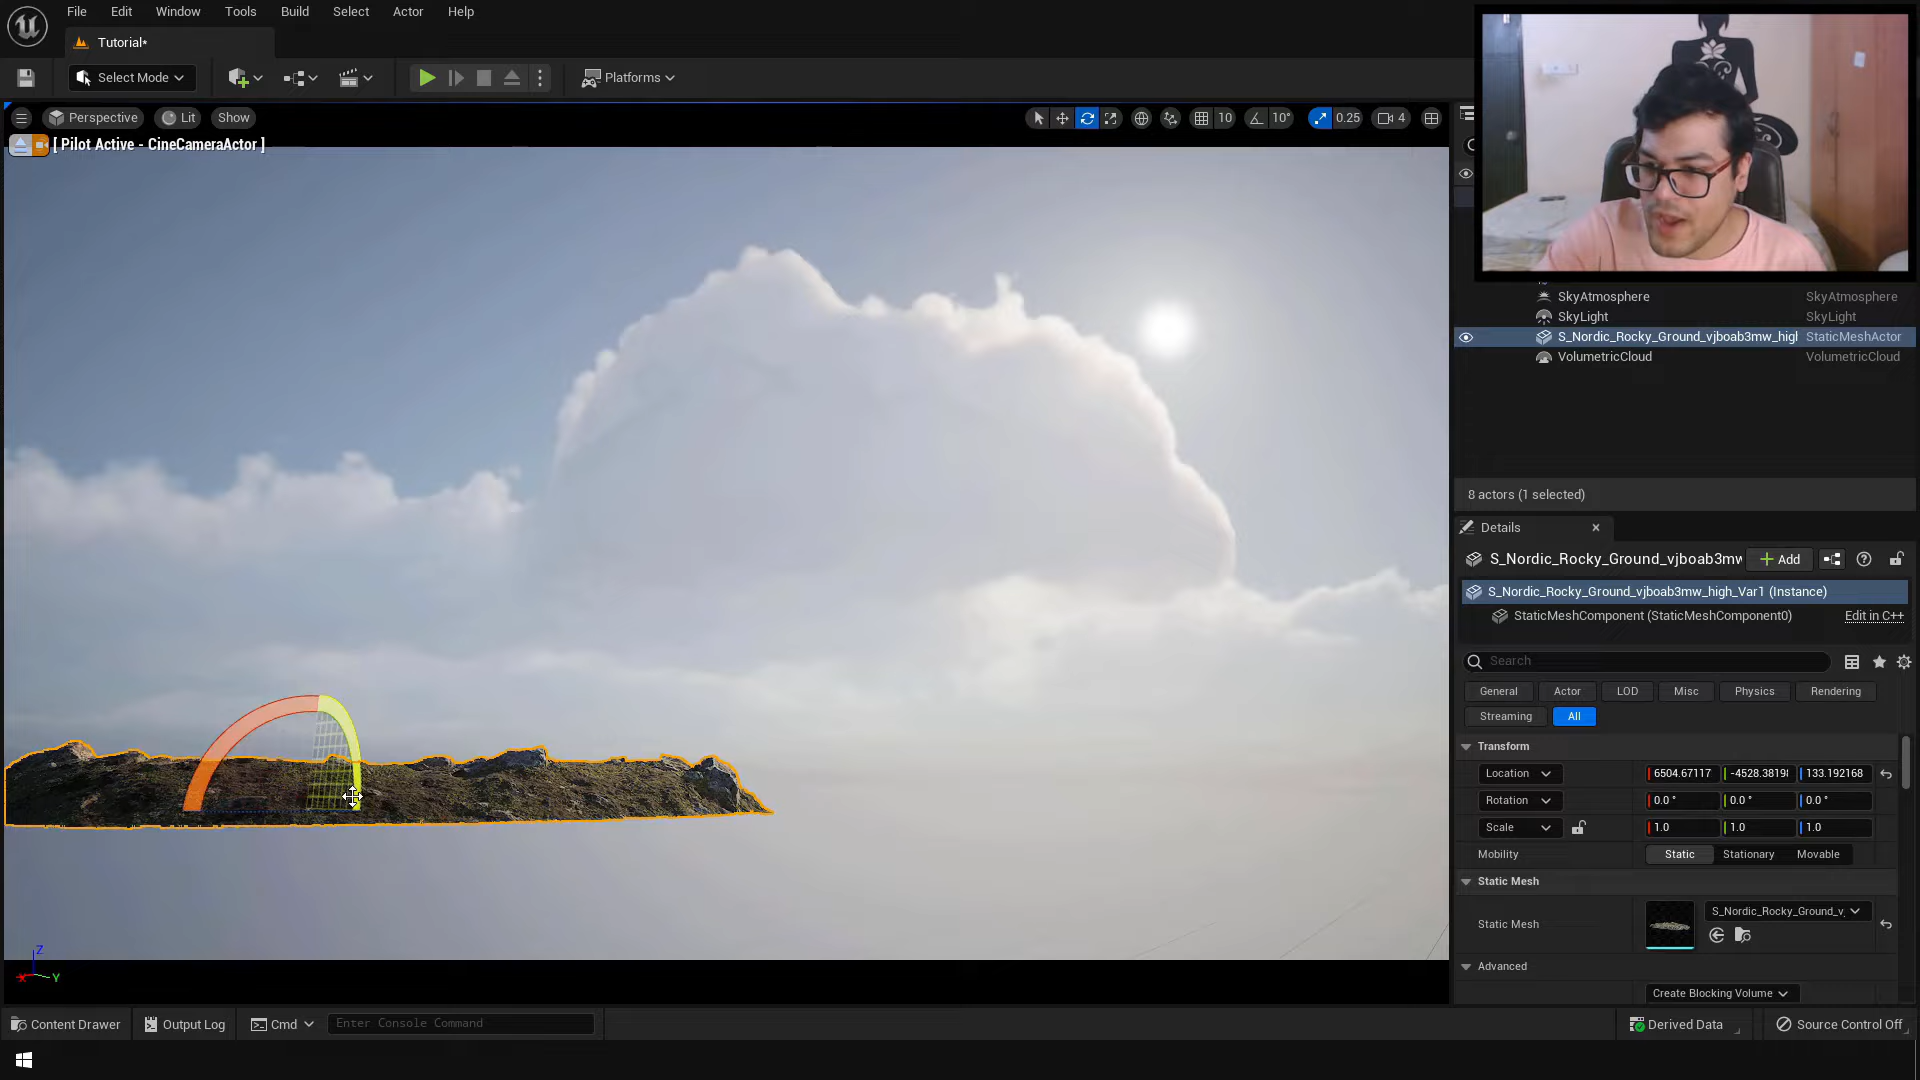 File Edit Window Tools Build Select Actor Help
Tutorial*
Select Mode
Platforms
Perspective Lit Show
10 10° 0.25 4
[ Pilot Active - CineCameraActor ]
SkyAtmosphere SkyAtmosphere
SkyLight SkyLight
S_Nordic_Rocky_Ground_vjboab3mw_higl StaticMeshActor
VolumetricCloud VolumetricCloud
8 actors (1 selected)
Details
S_Nordic_Rocky_Ground_vjboab3mw Add
S_Nordic_Rocky_Ground_vjboab3mw_high_Var1 (Instance)
StaticMeshComponent (StaticMeshComponent0) Edit in C++
Search
General Actor LOD Misc Physics Rendering
Streaming All
Transform
Location 6504.67117 -4528.3819 133.192168
Rotation 0.0 ° 0.0 ° 0.0 °
Scale 1.0 1.0 1.0
Mobility Static Stationary Movable
Static Mesh
Static Mesh S_Nordic_Rocky_Ground_v
Advanced
Create Blocking Volume
Z
X Y
Content Drawer Output Log Cmd Enter Console Command Derived Data Source Control Off